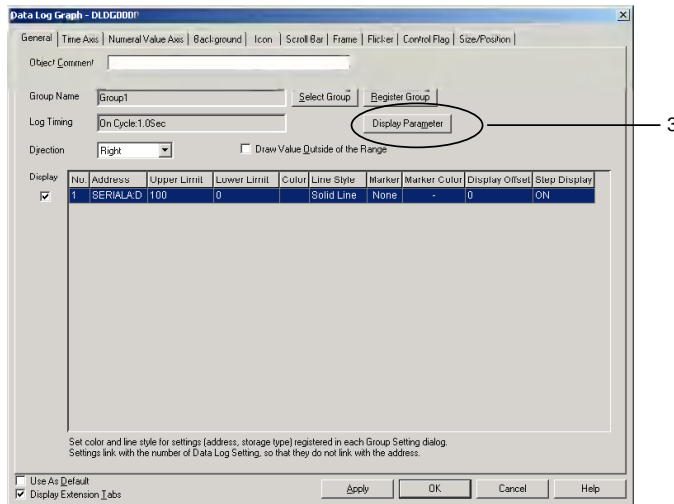 Data Log Graph - DLDG0000
General Time Axis Numeral Value Axis Background Icon Scroll Bar Frame Flicker Control Flag Size/Position
Object Comment
Group Name Group1 Select Group Register Group
Log Timing On Cycle:1.0Sec Display Parameter 3
Direction Right Draw Value Outside of the Range
Display No. Address Upper Limit Lower Limit Color Line Style Marker Marker Color Display Offset Step Display
1 SERIALA:D 100 0 Solid Line None - 0 ON
Set color and line style for settings (address, storage type) registered in each Group Setting dialog.
Settings link with the number of Data Log Setting, so that they do not link with the address.
Use As Default
Display Extension Tabs Apply OK Cancel Help